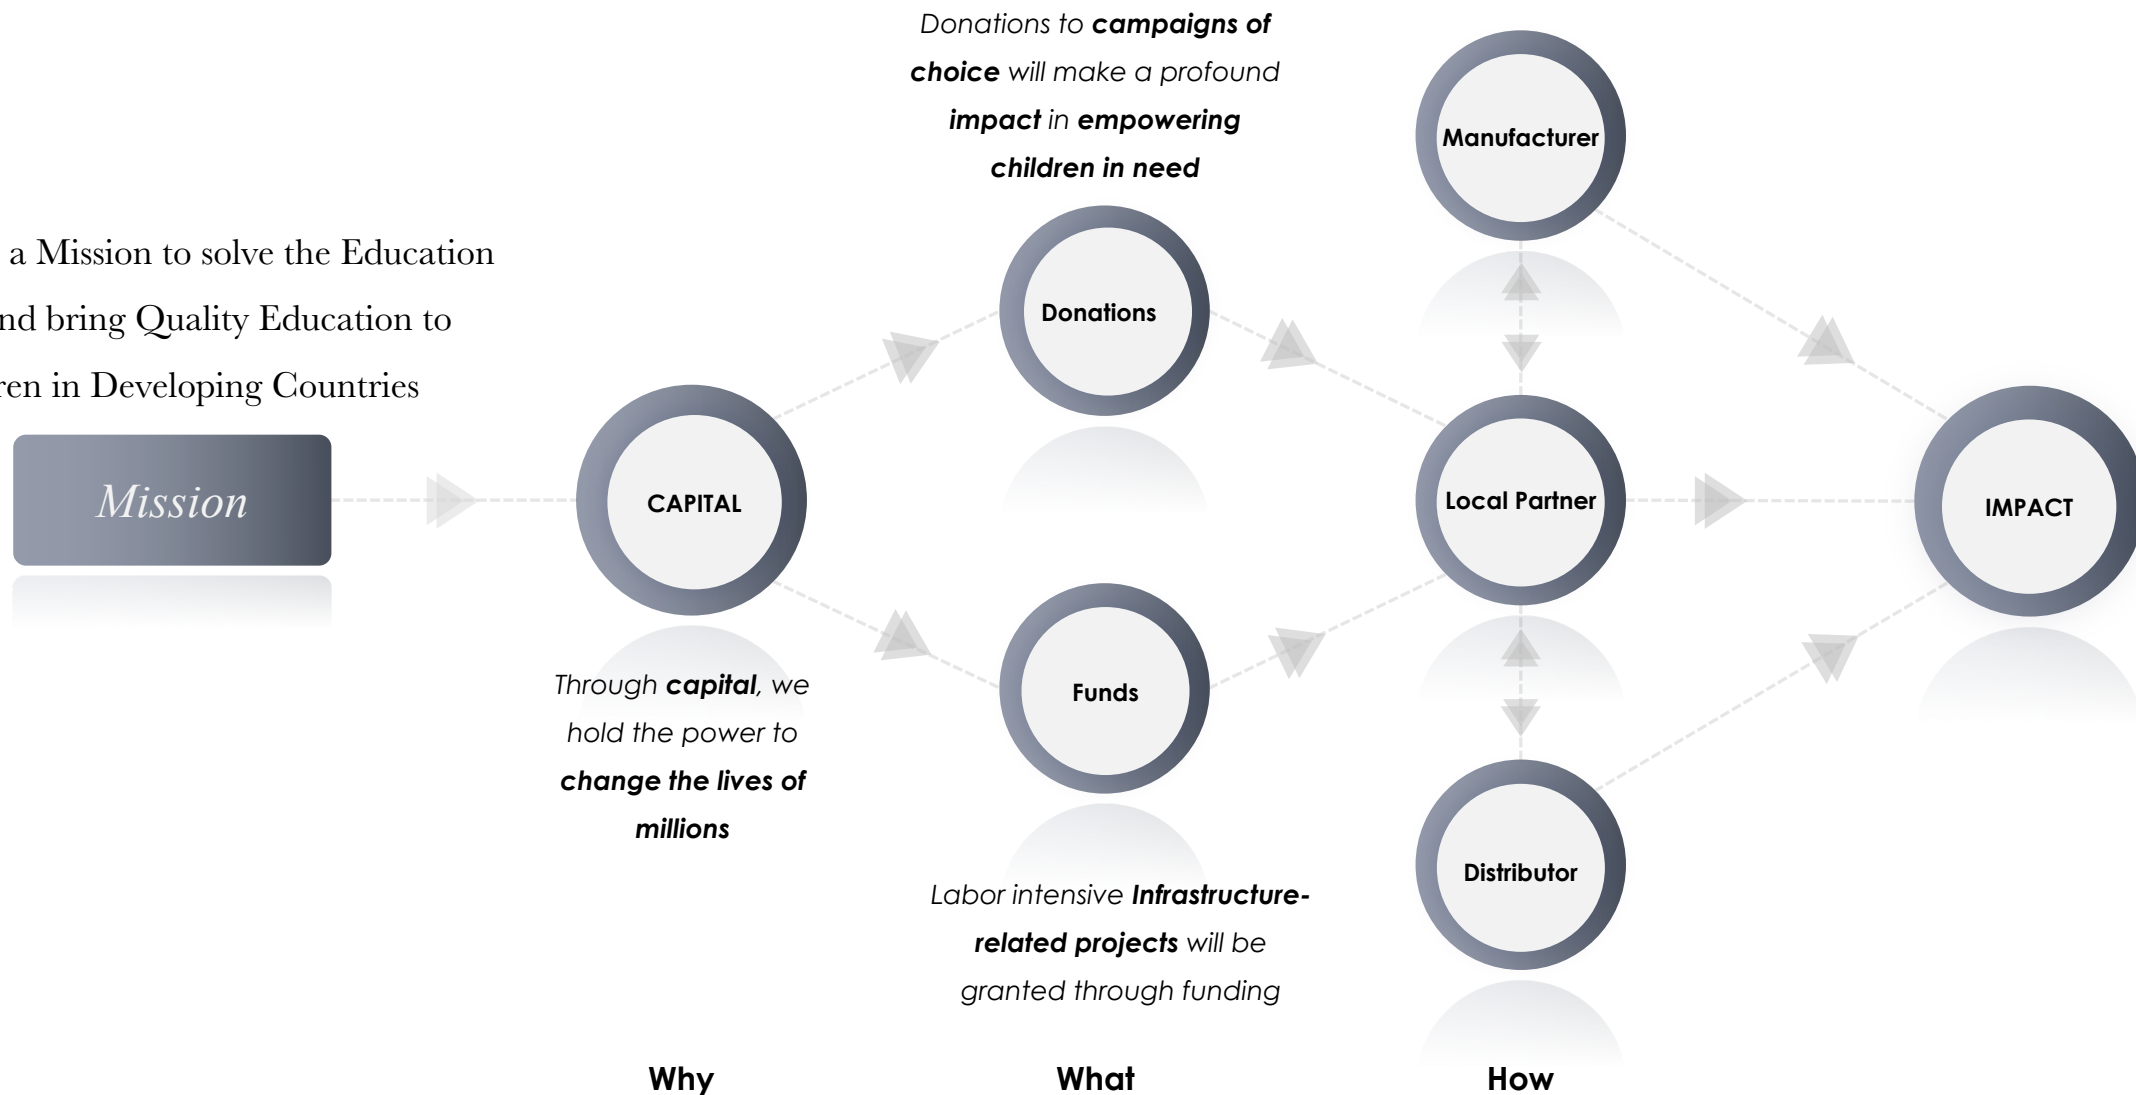 Donations to campaigns of
choice will make a profound
impact in empowering
children in need
Manufacturer
a Mission to solve the Education
nd bring Quality Education to
ren in Developing Countries
Donations
Mission
CAPITAL
Local Partner
IMPACT
Through capital, we
hold the power to
change the lives of
millions
Funds
Labor intensive Infrastructure-
related projects will be
granted through funding
Distributor
Why
What
How